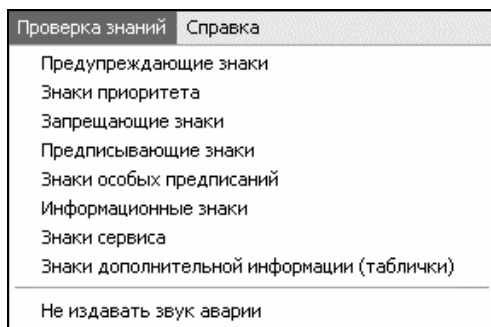 Проверка знаний Справка
Предупреждающие знаки
Знаки приоритета
Запрещающие знаки
Предписывающие знаки
Знаки особых предписаний
Информационные знаки
Знаки сервиса
Знаки дополнительной информации (таблички)
Не издавать звук аварии